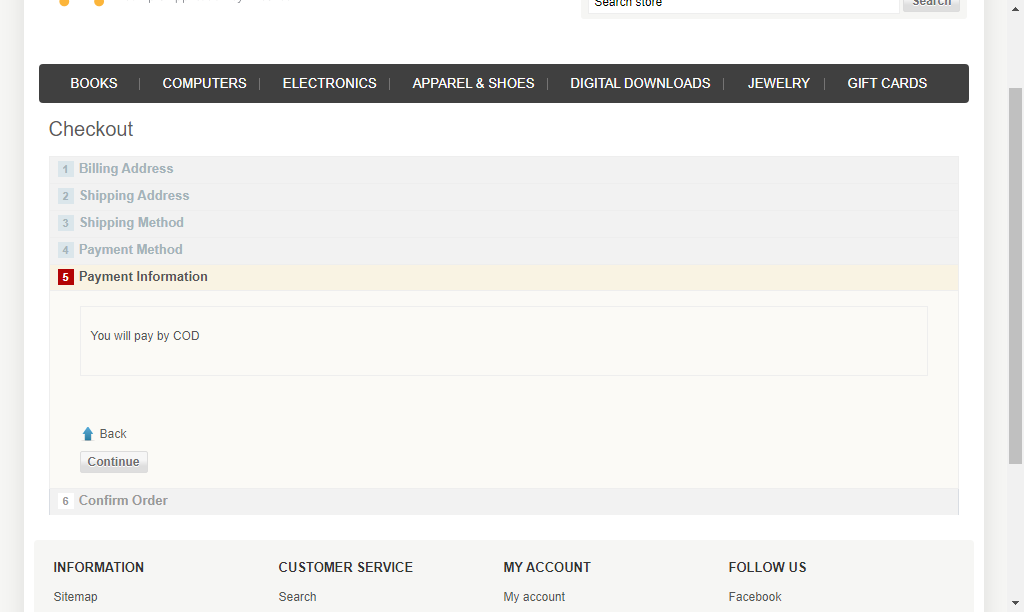 Search store
Search
BOOKS
COMPUTERS
ELECTRONICS
APPAREL & SHOES
DIGITAL DOWNLOADS
JEWELRY
GIFT CARDS
Checkout
1 Billing Address
2 Shipping Address
3 Shipping Method
4 Payment Method
5 Payment Information
You will pay by COD
Back
Continue
6 Confirm Order
INFORMATION
CUSTOMER SERVICE
MY ACCOUNT
FOLLOW US
Sitemap
Search
My account
Facebook